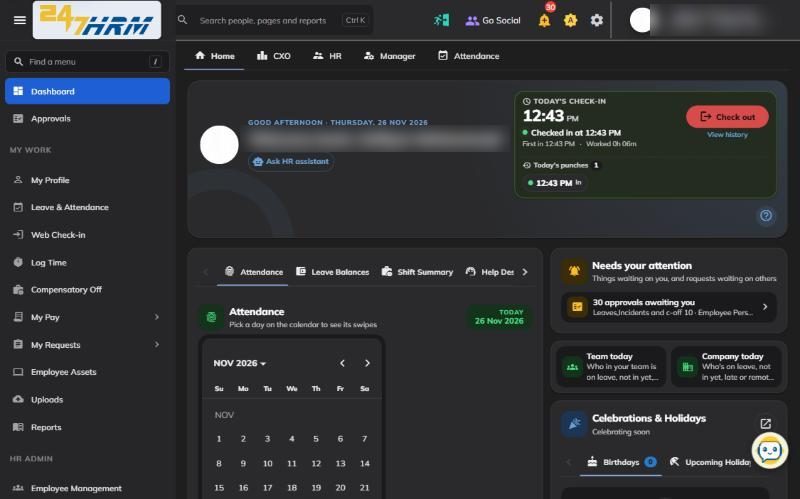 247HRM
Search people, pages and reports
Ctrl K
Go Social
30
Find a menu
/
Dashboard
Approvals
MY WORK
My Profile
Leave & Attendance
Web Check-in
Log Time
Compensatory Off
My Pay
My Requests
Employee Assets
Uploads
Reports
HR ADMIN
Employee Management
Home
CXO
HR
Manager
Attendance
GOOD AFTERNOON · THURSDAY, 26 NOV 2026
Ask HR assistant
TODAY'S CHECK-IN
12:43 PM
Checked in at 12:43 PM
First in 12:43 PM · Worked 0h 06m
Check out
View history
Today's punches 1
12:43 PM in
Attendance
Leave Balances
Shift Summary
Help Des
Attendance
Pick a day on the calendar to see its swipes
TODAY
26 Nov 2026
NOV 2026
Su Mo Tu We Th Fr Sa
NOV
1 2 3 4 5 6 7
8 9 10 11 12 13 14
15 16 17 18 19 20 21
Needs your attention
Things waiting on you, and requests waiting on others
30 approvals awaiting you
Leaves,Incidents and c-off 10 · Employee Pers...
Team today
Who in your team is
on leave, not in yet,...
Company today
Who's on leave, not
in yet, late or remot...
Celebrations & Holidays
Celebrating soon
Birthdays 0
Upcoming Holiday